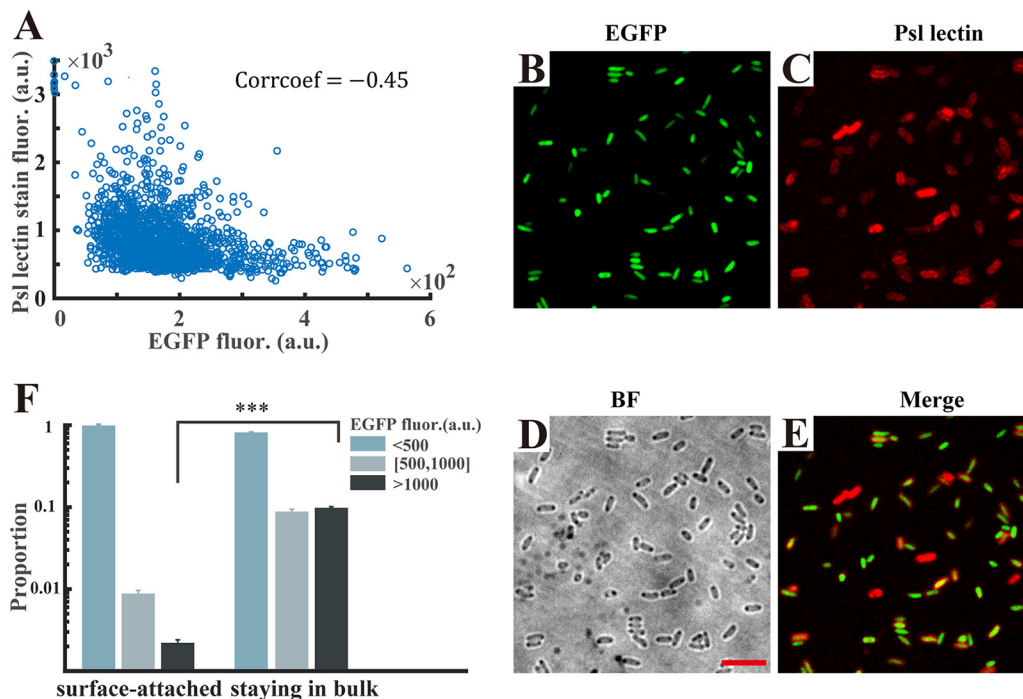 A
×10³
Corrcoef = −0.45
Psl lectin stain fluor. (a.u.)
3
2
1
0
0
2
4
6
×10²
EGFP fluor. (a.u.)
EGFP
B
Psl lectin
C
F
***
EGFP fluor.(a.u.)
<500
[500,1000]
>1000
1
0.1
0.01
Proportion
surface-attached staying in bulk
BF
D
Merge
E